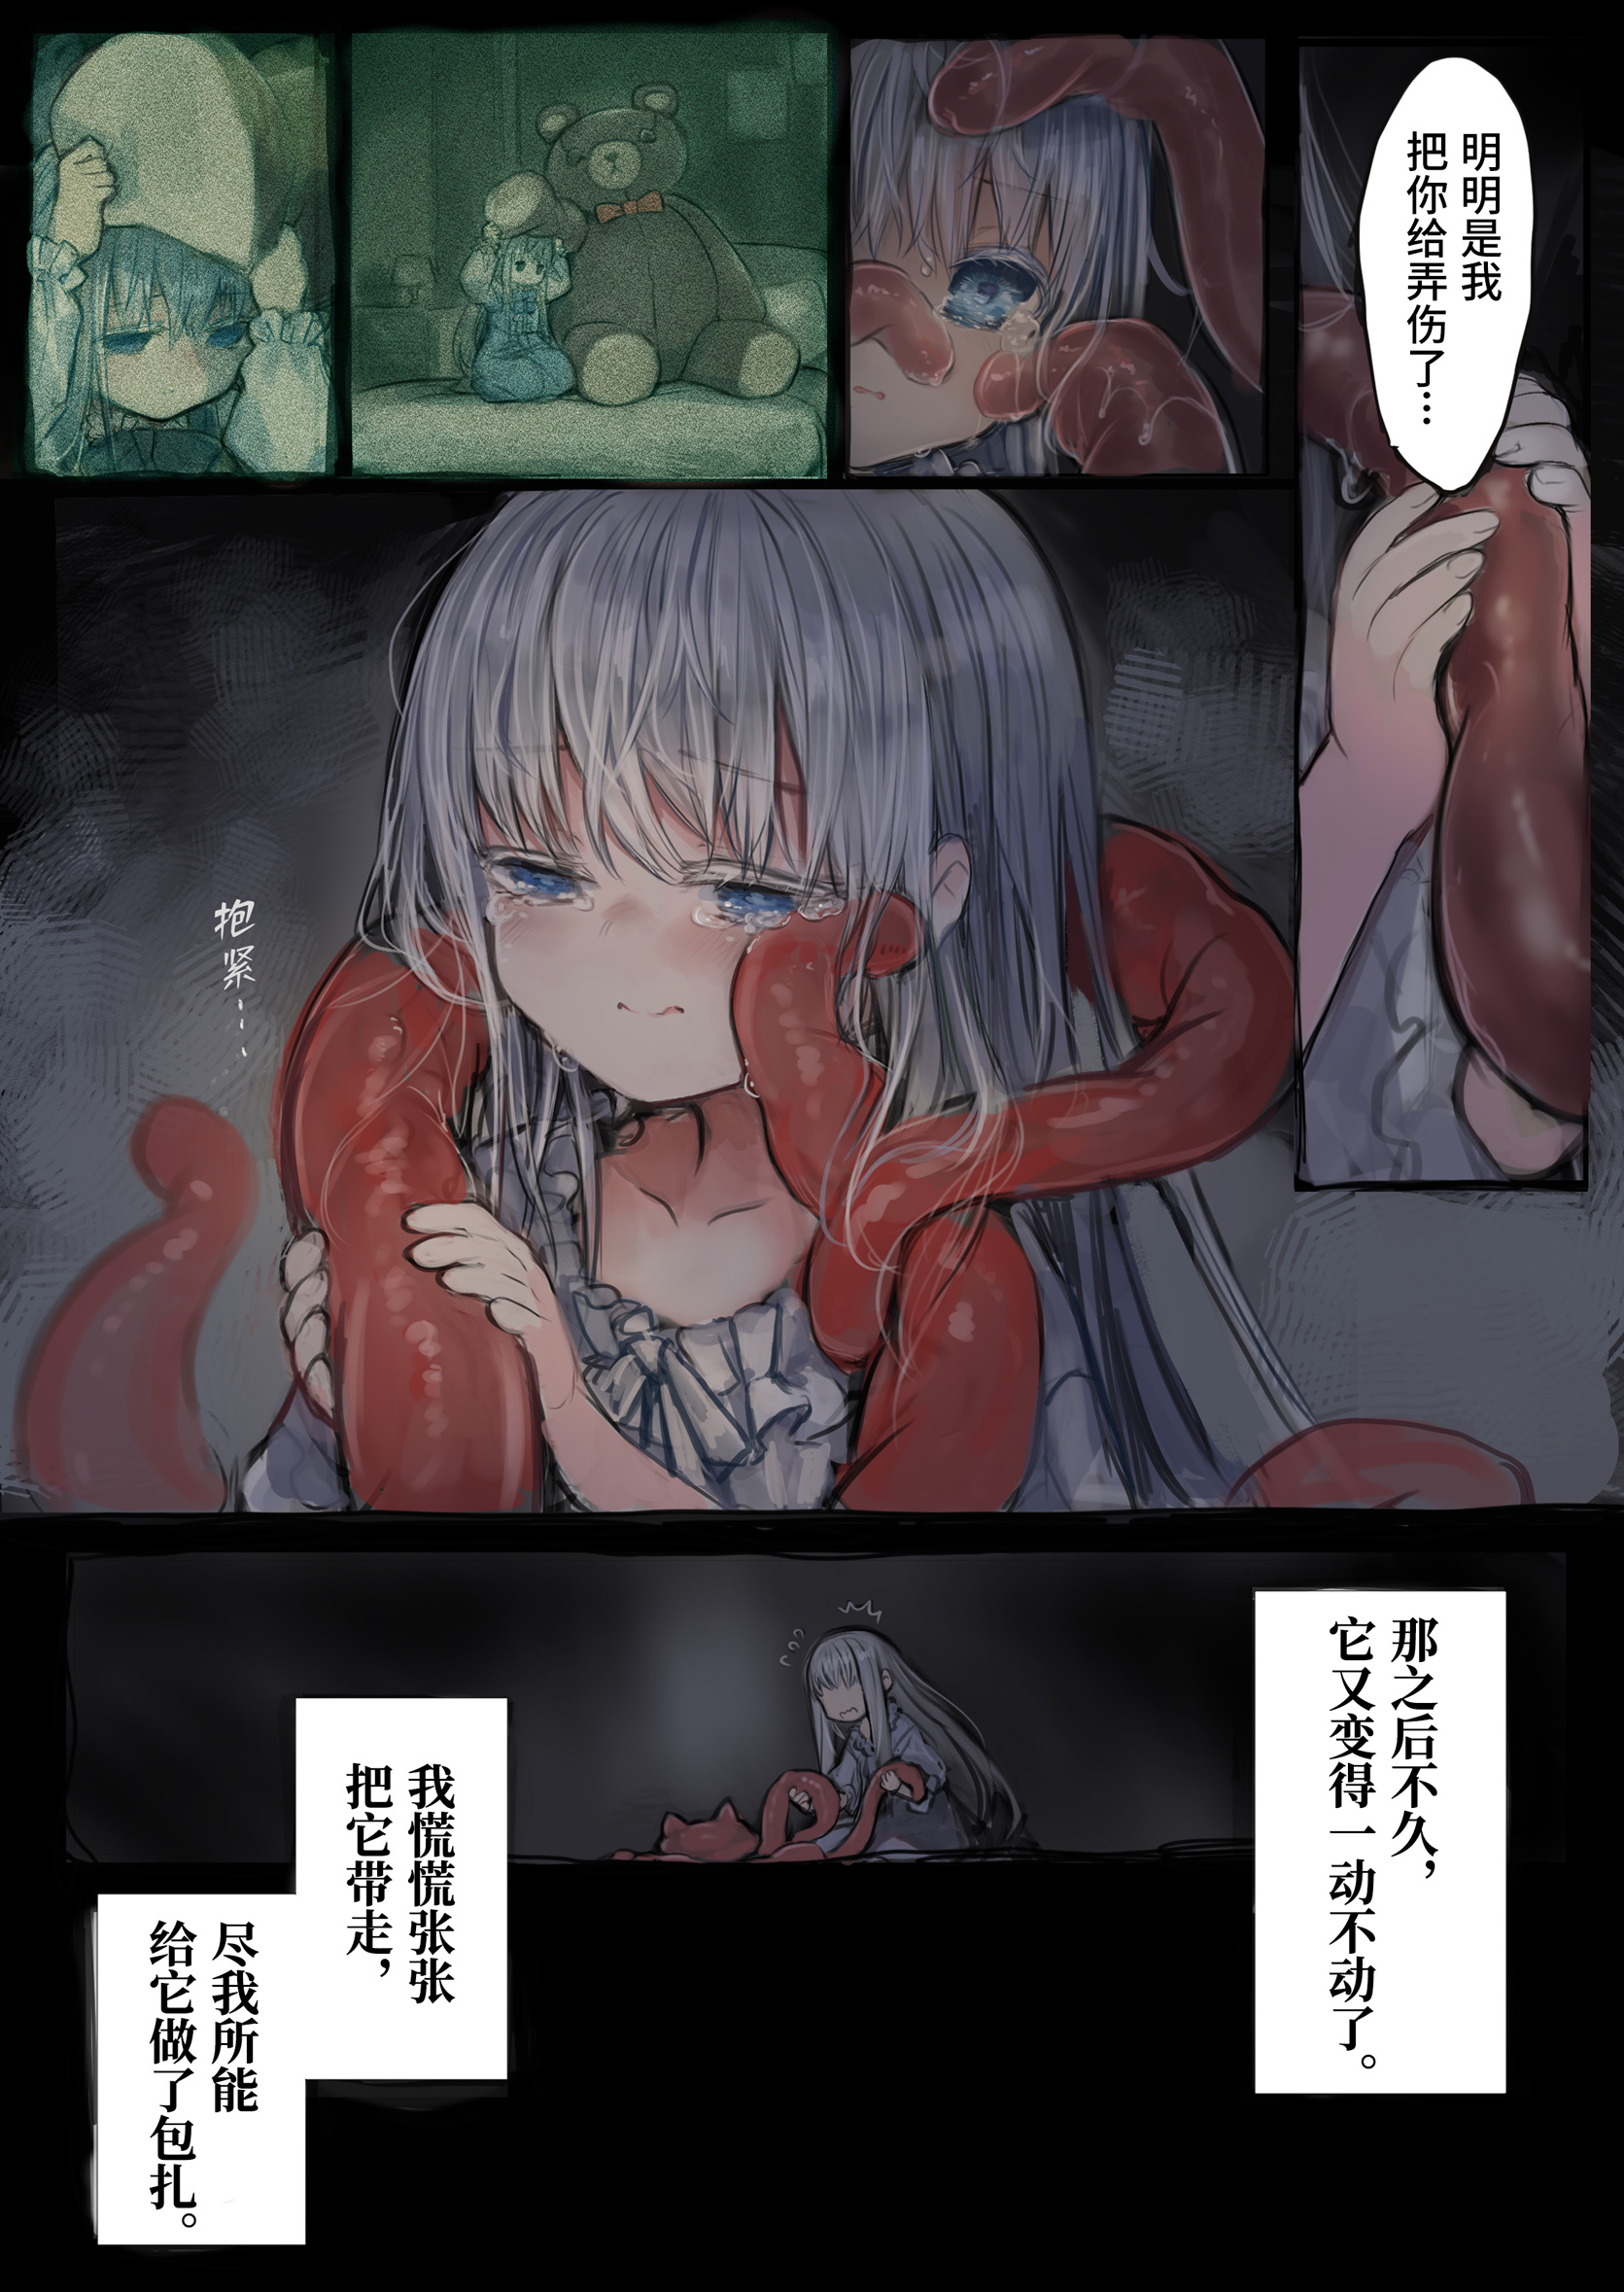 明明是我
把你给弄伤了…
抱紧……
那之后不久，
它又变得一动不动了。
我慌慌张张
把它带走，
尽我所能
给它做了包扎。